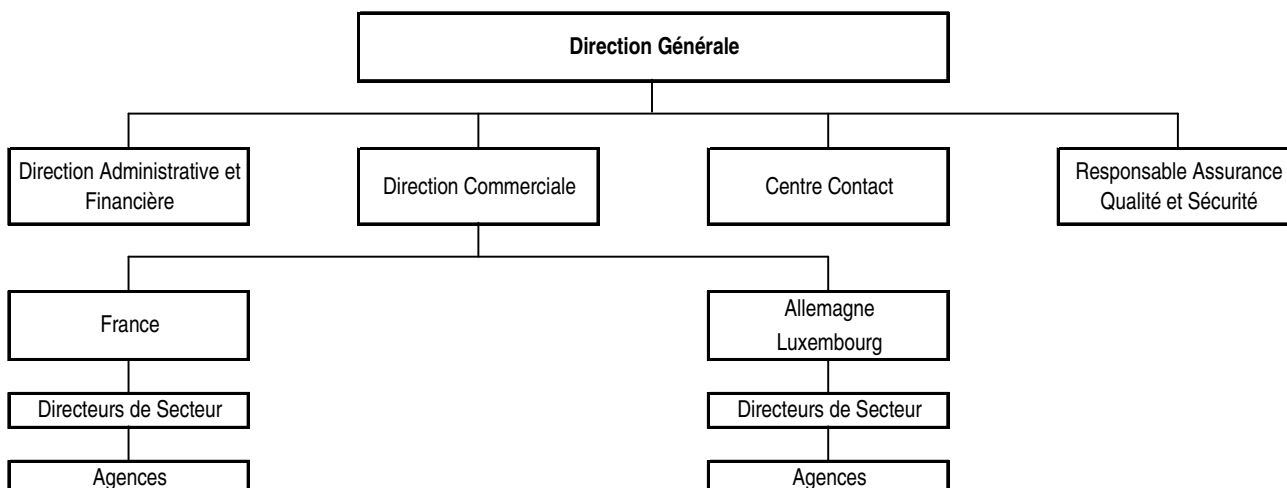 Direction Générale
Direction Administrative et
Financière
Direction Commerciale
Centre Contact
Responsable Assurance
Qualité et Sécurité
France
Allemagne
Luxembourg
Directeurs de Secteur
Directeurs de Secteur
Agences
Agences